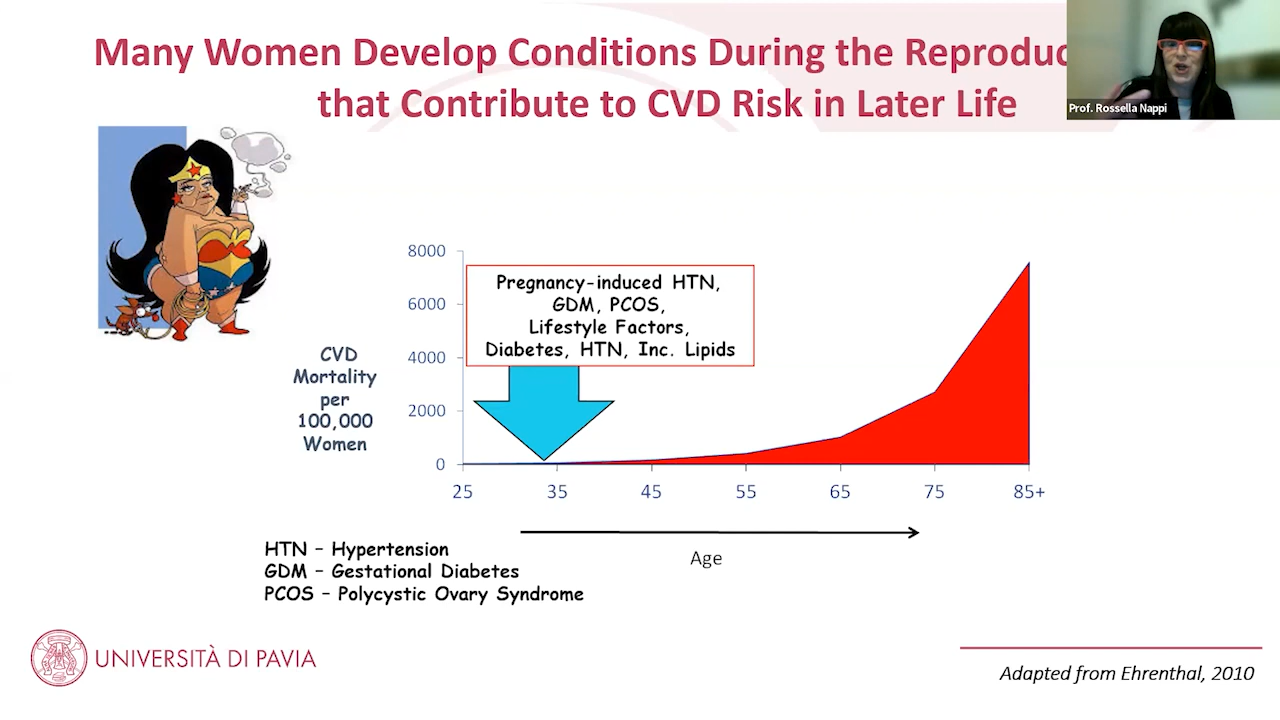 Many Women Develop Conditions During the
that Contribute to CVD Risk in Later Life
Prof. Rossella Nappi
8000
6000
4000
2000
0
Pregnancy-induced HTN,
GDM, PCOS,
Lifestyle Factors,
Diabetes, HTN, Inc. Lipids
CVD
Mortality
per
100,000
Women
25 35 45 55 65 75 85+
Age
HTN – Hypertension
GDM – Gestational Diabetes
PCOS – Polycystic Ovary Syndrome
UNIVERSITÀ DI PAVIA
Adapted from Ehrenthal, 2010